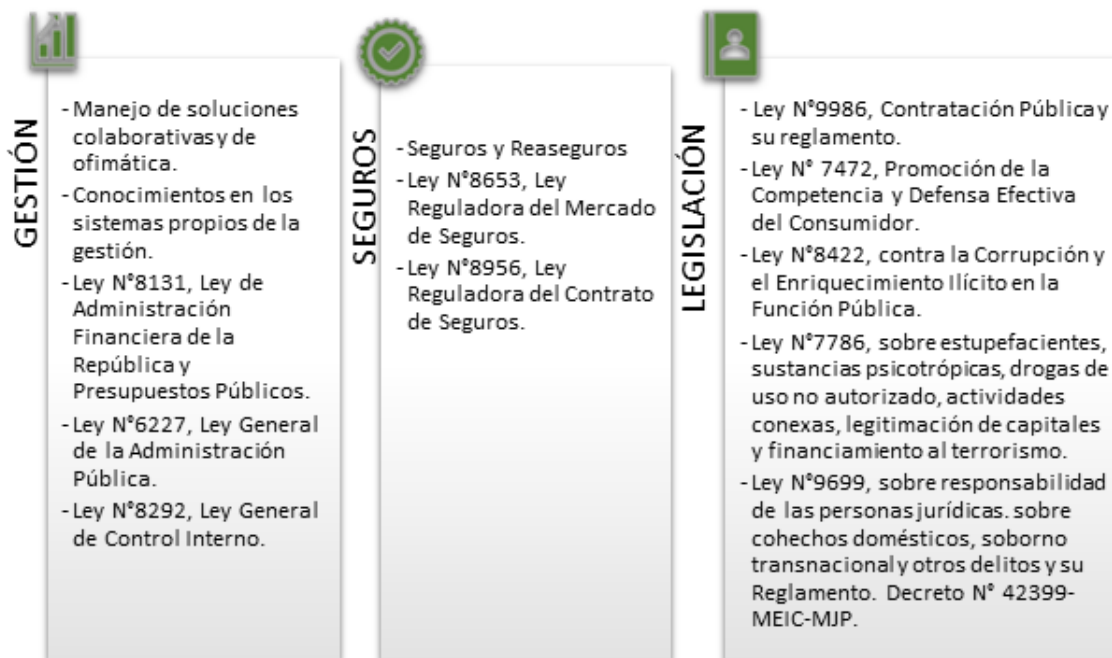 GESTIÓN
- Manejo de soluciones
colaborativas y de
ofimática.
- Conocimientos en los
sistemas propios de la
gestión.
- Ley N°8131, Ley de
Administración
Financiera de la
República y
Presupuestos Públicos.
- Ley N°6227, Ley General
de la Administración
Pública.
- Ley N°8292, Ley General
de Control Interno.
SEGUROS
- Seguros y Reaseguros
- Ley N°8653, Ley
Reguladora del Mercado
de Seguros.
- Ley N°8956, Ley
Reguladora del Contrato
de Seguros.
LEGISLACIÓN
- Ley N°9986, Contratación Pública y
su reglamento.
- Ley N° 7472, Promoción de la
Competencia y Defensa Efectiva
del Consumidor.
- Ley N°8422, contra la Corrupción y
el Enriquecimiento Ilícito en la
Función Pública.
- Ley N°7786, sobre estupefacientes,
sustancias psicotrópicas, drogas de
uso no autorizado, actividades
conexas, legitimación de capitales
y financiamiento al terrorismo.
- Ley N°9699, sobre responsabilidad
de las personas jurídicas. sobre
cohechos domésticos, soborno
transnacional y otros delitos y su
Reglamento. Decreto N° 42399-
MEIC-MJP.